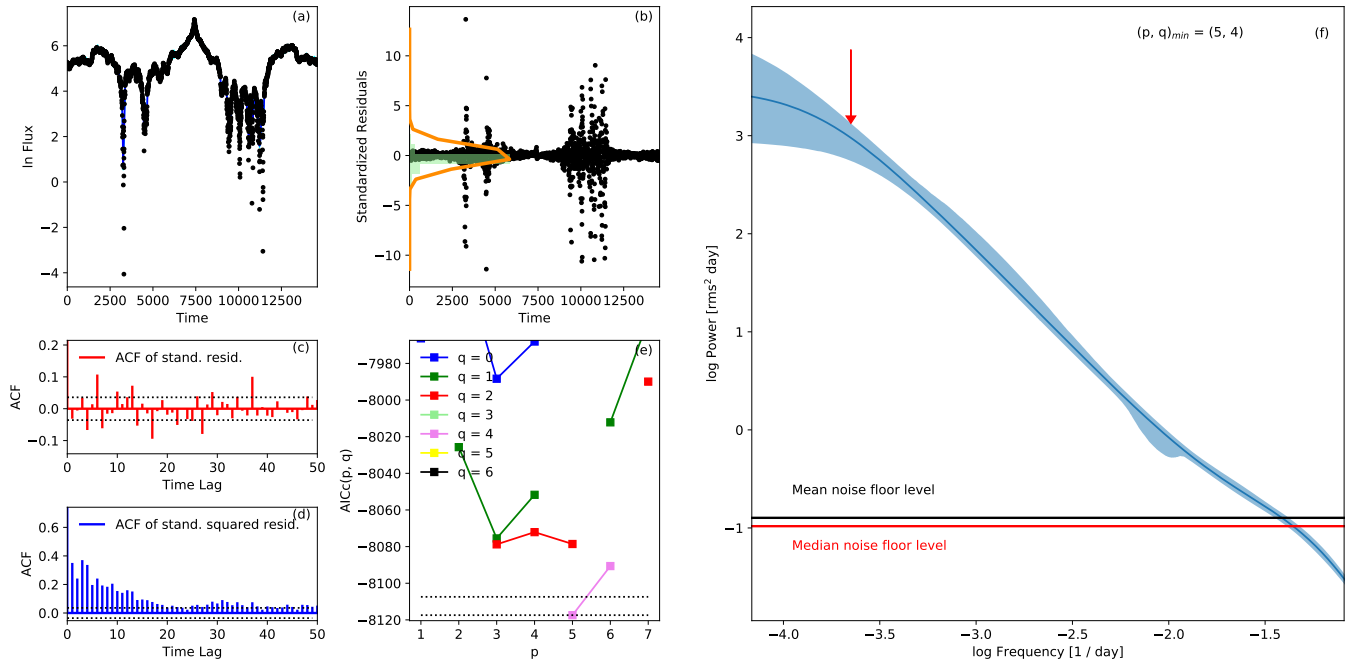 (a)
6
4
2
0
−2
−4
ln Flux
0 2500 5000 7500 10000 12500
Time
(b)
10
5
0
−5
−10
Standardized Residuals
0 2500 5000 7500 10000 12500
Time
(c)
ACF of stand. resid.
0.2
0.1
0.0
−0.1
ACF
0 10 20 30 40 50
Time Lag
(d)
ACF of stand. squared resid.
0.6
0.4
0.2
0.0
ACF
0 10 20 30 40 50
Time Lag
(e)
q = 0
q = 1
q = 2
q = 3
q = 4
q = 5
q = 6
−7980
−8000
−8020
−8040
−8060
−8080
−8100
−8120
AICc(p, q)
1 2 3 4 5 6 7
p
(p, q)min = (5, 4)
(f)
4
3
2
1
0
−1
log Power [rms² day]
Mean noise floor level
Median noise floor level
−4.0 −3.5 −3.0 −2.5 −2.0 −1.5
log Frequency [1 / day]